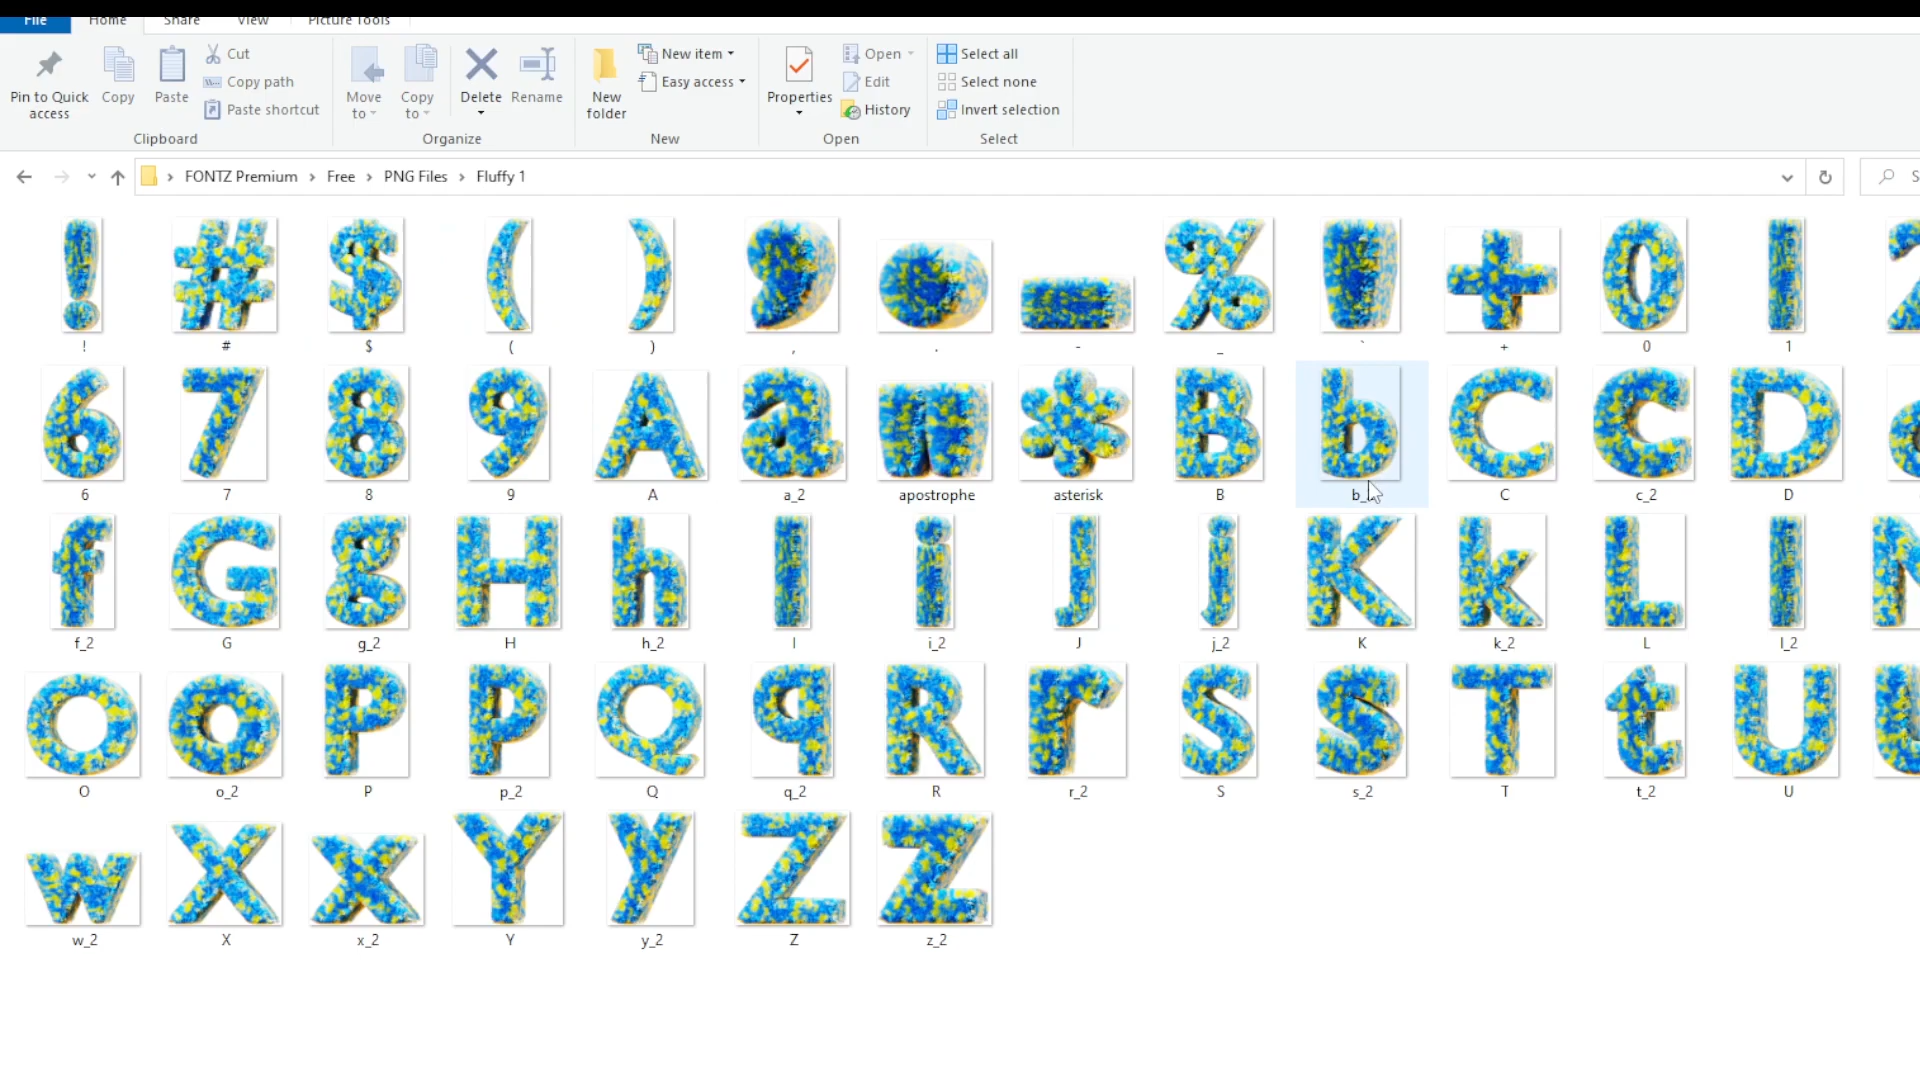 File Home Share View Picture Tools
Cut
New item
Open
Select all
Copy path
Easy access
Edit
Select none
Pin to Quick access
Copy
Paste
Paste shortcut
Move to
Copy to
Delete
Rename
New folder
Properties
History
Invert selection
Clipboard
Organize
New
Open
Select
FONTZ Premium > Free > PNG Files > Fluffy 1
! # $ ( ) , . - _ ` + 0 1
6 7 8 9 A a_2 apostrophe asterisk B C c_2 D
f_2 G g_2 H h_2 I i_2 J j_2 K k_2 L l_2
O o_2 P p_2 Q q_2 R r_2 S s_2 T t_2 U
w_2 X x_2 Y y_2 Z z_2